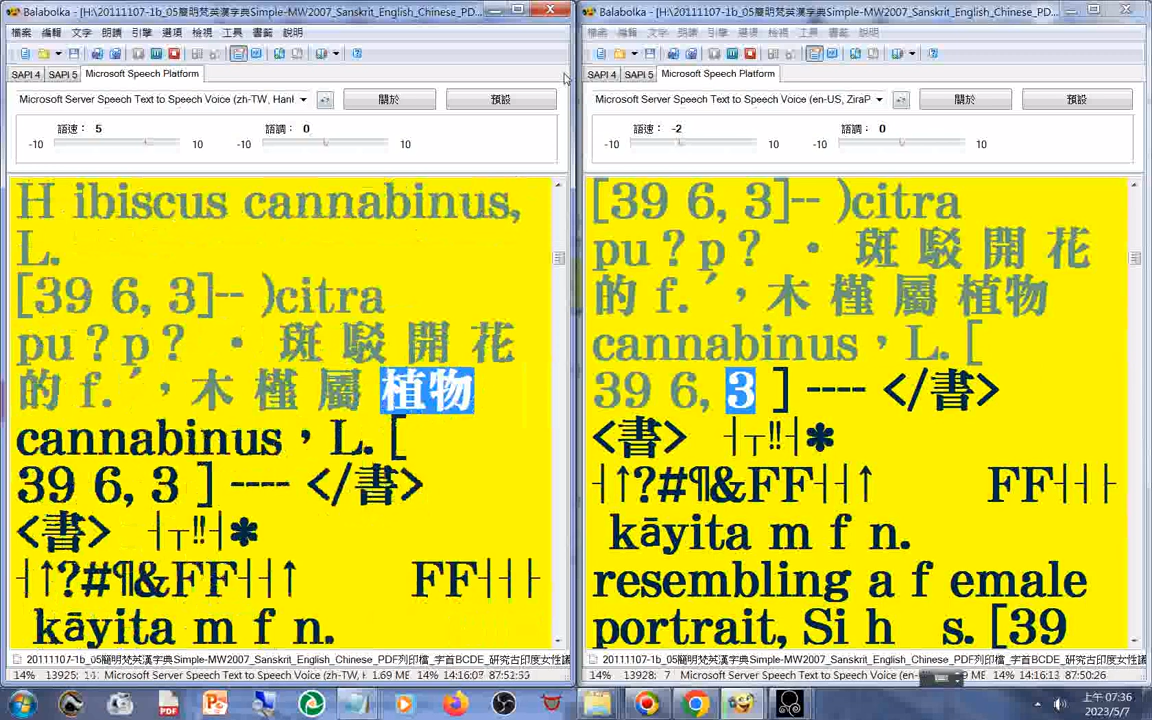 Balabolka - [H:\20111107-1b_05簡明梵英漢字典Simple-MW2007_Sanskrit_English_Chinese_PD...
檔案 編輯 文字 朗讀 引擎 選項 檢視 工具 書籤 說明
SAPI 4 SAPI 5 Microsoft Speech Platform
Microsoft Server Speech Text to Speech Voice (zh-TW, Hanl
關於 預設
語速： 5 語調： 0
-10 10 -10 10
H ibiscus cannabinus,
L.
[39 6, 3]-- )citra
pu？p？ ‧ 斑 駁 開 花
的 f. ˊ，木 槿 屬 植物
cannabinus，L. [
39 6, 3 ] ---- </書>
<書> ┤┬‼┤✽
┤↑?#¶&FF┤┤↑ FF┤┤├
kāyita m f n.
20111107-1b_05簡明梵英漢字典Simple-MW2007_Sanskrit_English_Chinese_PDF列印檔_字首BCDE_研究古印度女性議
14% 13925: 14: Microsoft Server Speech Text to Speech Voice (zh-TW, H 1.69 ME 14% 14:16:07 87:52:55
Balabolka - [H:\20111107-1b_05簡明梵英漢字典Simple-MW2007_Sanskrit_English_Chinese_PD...
檔案 編輯 文字 朗讀 引擎 選項 檢視 工具 書籤 說明
SAPI 4 SAPI 5 Microsoft Speech Platform
Microsoft Server Speech Text to Speech Voice (en-US, ZiraP
關於 預設
語速： -2 語調： 0
-10 10 -10 10
[39 6, 3]-- )citra
pu？p？ ‧ 斑 駁 開 花
的 f. ˊ，木 槿 屬 植物
cannabinus，L. [
39 6, 3 ] ---- </書>
<書> ┤┬‼┤✽
┤↑?#¶&FF┤┤↑ FF┤┤├
kāyita m f n.
resembling a f emale
portrait, Si h s. [39
20111107-1b_05簡明梵英漢字典Simple-MW2007_Sanskrit_English_Chinese_PDF列印檔_字首BCDE_研究古印度女性議
14% 13928: 7 Microsoft Server Speech Text to Speech Voice (en-US, ME 14% 14:16:13 87:50:26
上午 07:36
2023/5/7